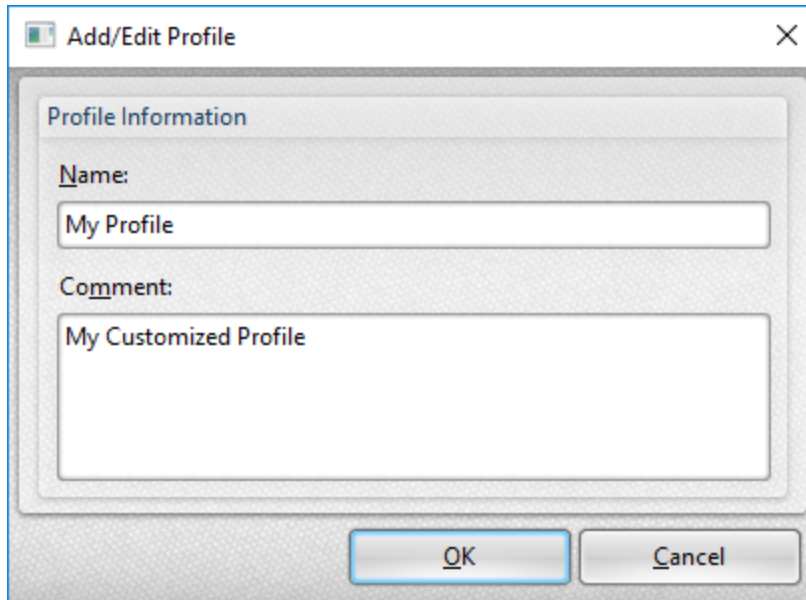 Add/Edit Profile
Profile Information
Name:
My Profile
Comment:
My Customized Profile
OK
Cancel